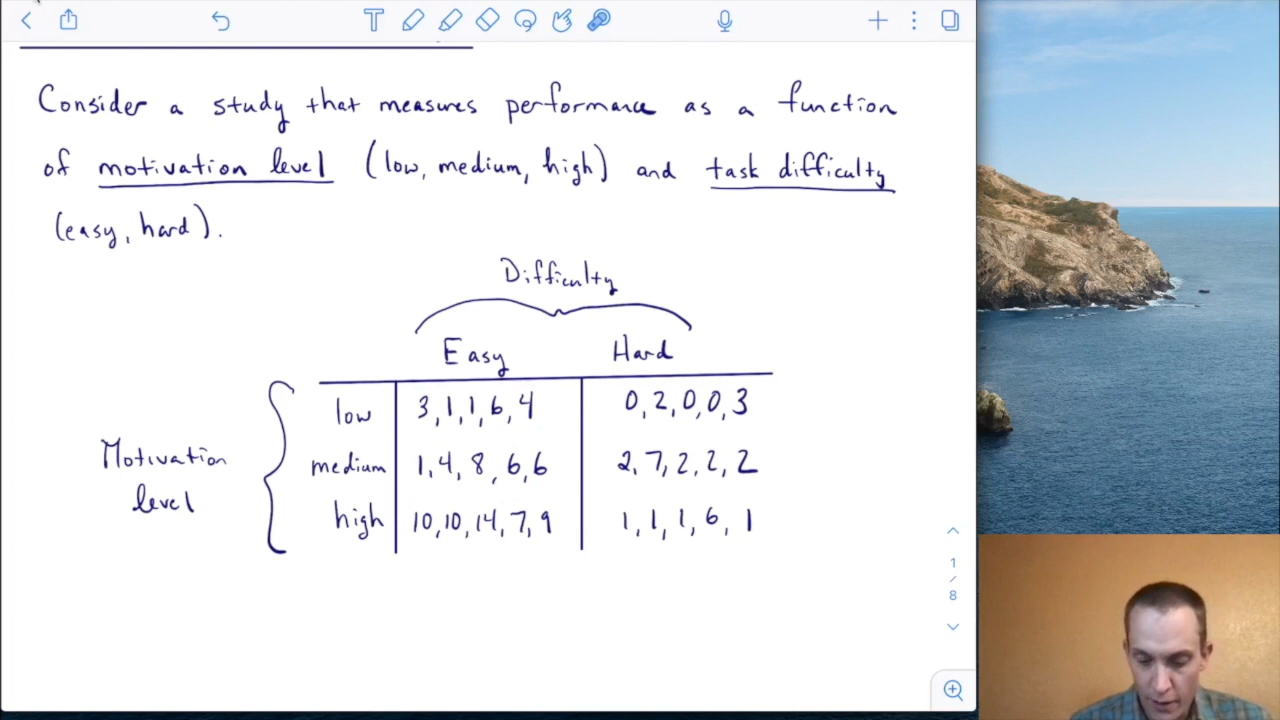 Consider a study that measures performance as a function
of motivation level (low, medium, high) and task difficulty
(easy, hard).
Difficulty
Easy Hard
low 3, 1, 1, 6, 4 0, 2, 0, 0, 3
Motivation level
medium 1, 4, 8, 6, 6 2, 7, 2, 2, 2
high 10, 10, 14, 7, 9 1, 1, 1, 6, 1
1
/
8